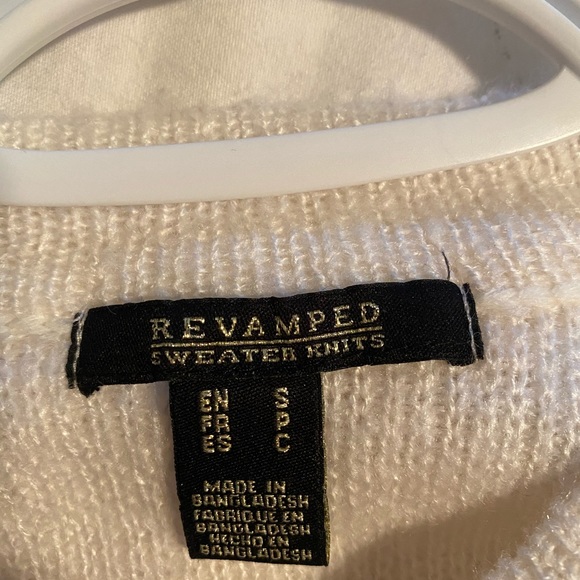 REVAMPED
SWEATER KNITS
EN S
FR P
ES C
MADE IN
BANGLADESH
FABRIQUE EN
BANGLADESH
HECHO EN
BANGLADESH